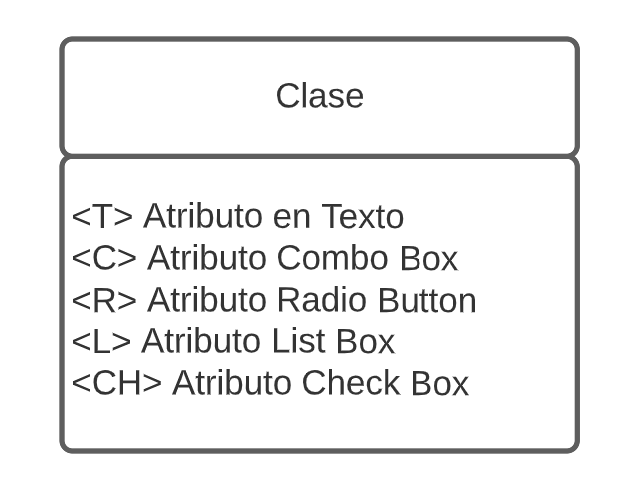 Clase
<T> Atributo en Texto
<C> Atributo Combo Box
<R> Atributo Radio Button
<L> Atributo List Box
<CH> Atributo Check Box